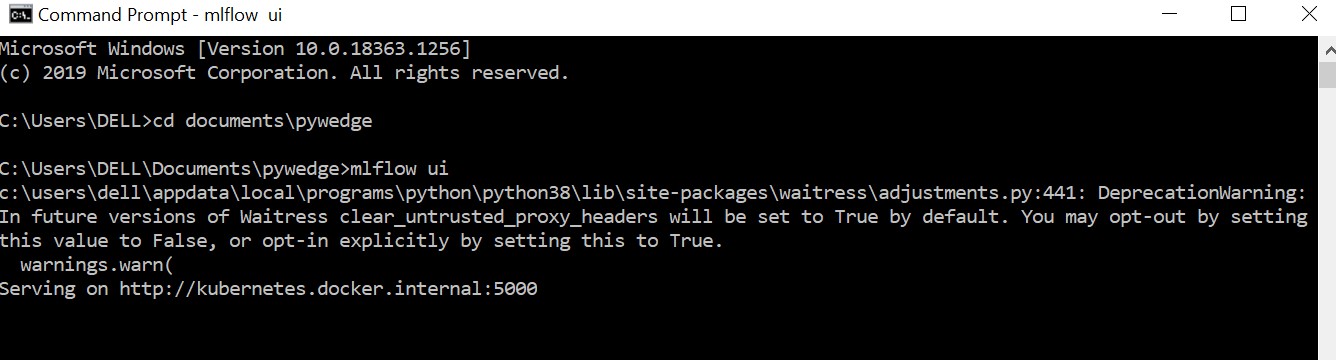 Command Prompt - mlflow  ui
Microsoft Windows [Version 10.0.18363.1256]
(c) 2019 Microsoft Corporation. All rights reserved.
C:\Users\DELL>cd documents\pywedge
C:\Users\DELL\Documents\pywedge>mlflow ui
c:\users\dell\appdata\local\programs\python\python38\lib\site-packages\waitress\adjustments.py:441: DeprecationWarning:
In future versions of Waitress clear_untrusted_proxy_headers will be set to True by default. You may opt-out by setting
this value to False, or opt-in explicitly by setting this to True.
  warnings.warn(
Serving on http://kubernetes.docker.internal:5000